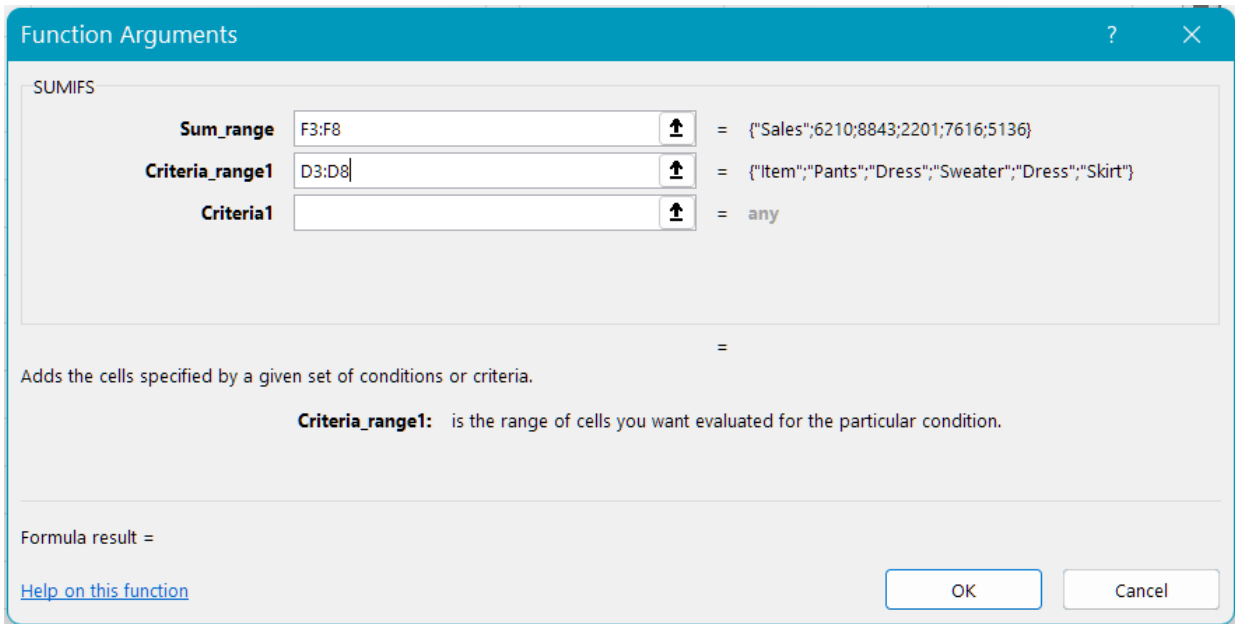 Function Arguments ? ×
SUMIFS
Sum_range F3:F8 = {"Sales";6210;8843;2201;7616;5136}
Criteria_range1 D3:D8 = {"Item";"Pants";"Dress";"Sweater";"Dress";"Skirt"}
Criteria1 = any
=
Adds the cells specified by a given set of conditions or criteria.
Criteria_range1: is the range of cells you want evaluated for the particular condition.
Formula result =
Help on this function OK Cancel